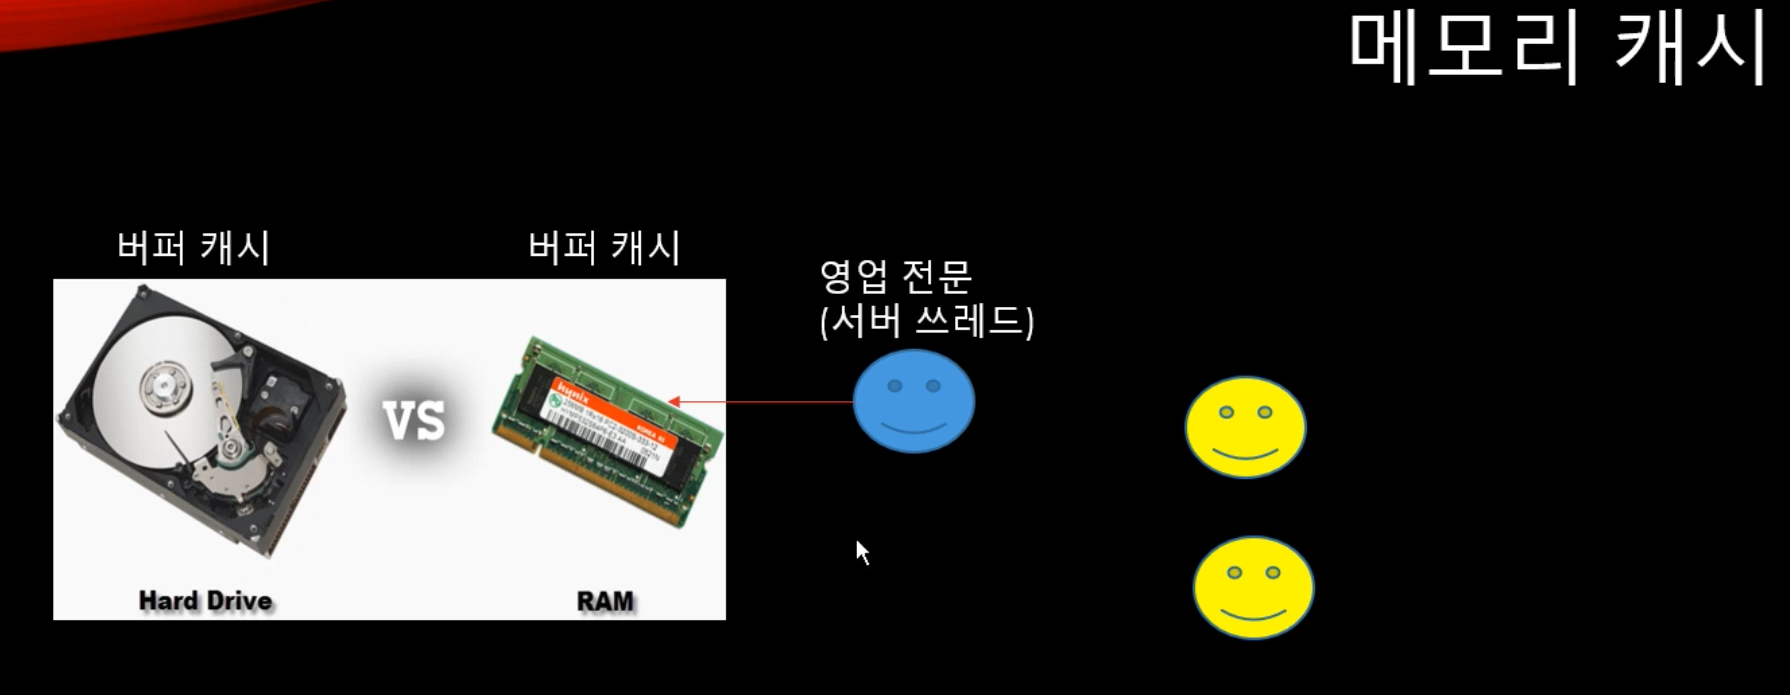 메모리 캐시
버퍼 캐시
버퍼 캐시
영업 전문
(서버 쓰레드)
VS
hynix
KOREA
Hard Drive
RAM